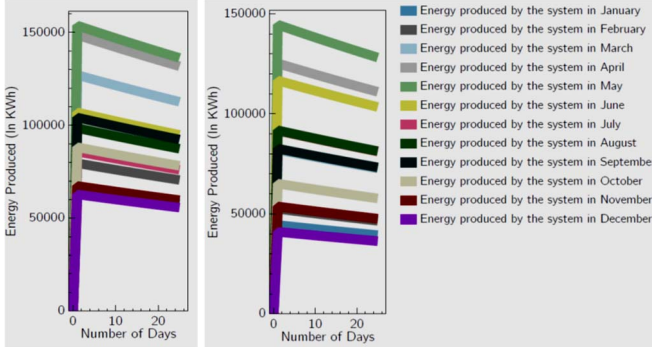 150000
100000
50000
0
0
10
20
Number of Days
Energy Produced (In KWh)
150000
100000
50000
0
0
10
20
Number of Days
Energy Produced (In KWh)
Energy produced by the system in January
Energy produced by the system in February
Energy produced by the system in March
Energy produced by the system in April
Energy produced by the system in May
Energy produced by the system in June
Energy produced by the system in July
Energy produced by the system in August
Energy produced by the system in Septembe
Energy produced by the system in October
Energy produced by the system in November
Energy produced by the system in December